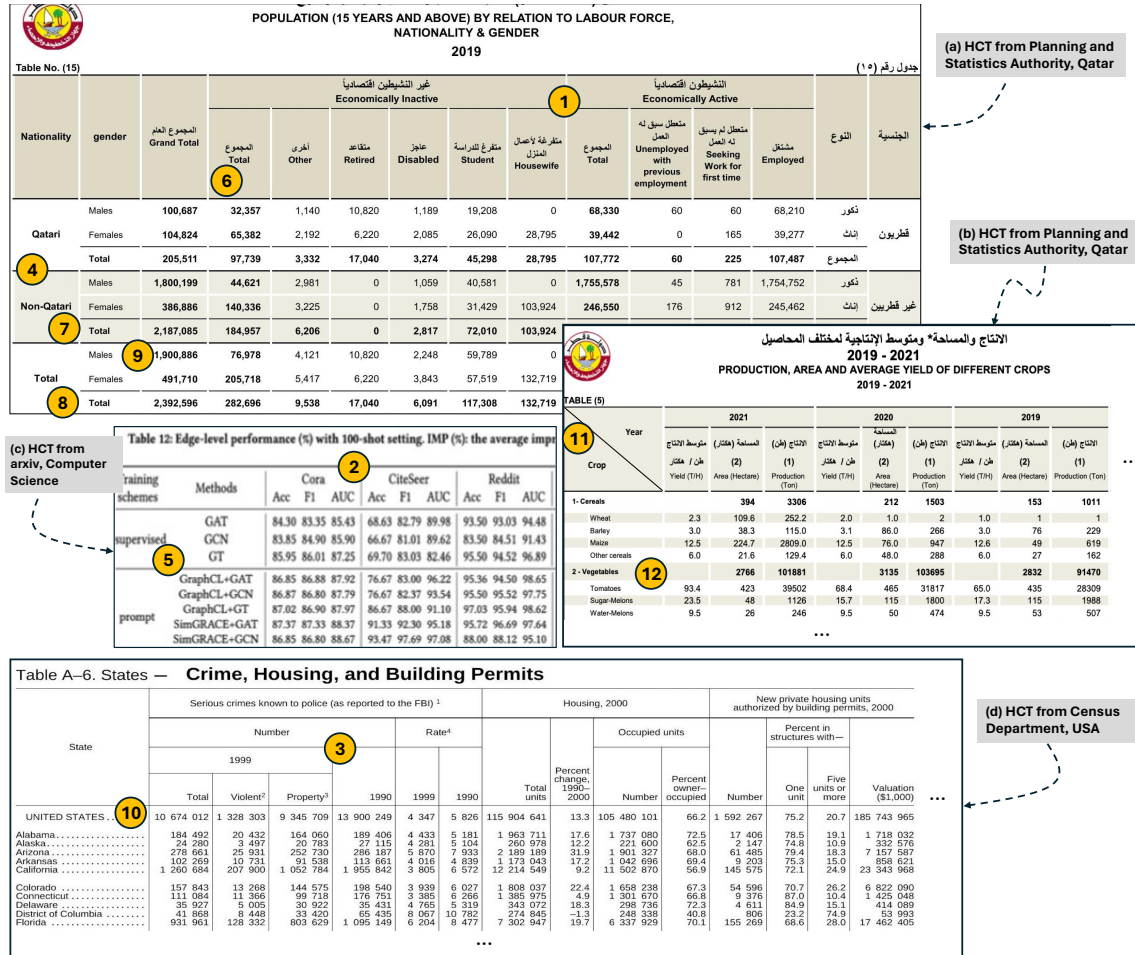 POPULATION (15 YEARS AND ABOVE) BY RELATION TO LABOUR FORCE,
NATIONALITY & GENDER
2019
Table No. (15)
جدول رقم (١٥)
غير النشيطين اقتصادياً
النشيطون اقتصادياً
Economically Inactive
1
Economically Active
Nationality
gender
المجموع العام
Grand Total
المجموع
Total
أخرى
Other
متقاعد
Retired
عاجز
Disabled
متفرغ للدراسة
Student
متفرغة لأعمال
المنزل
Housewife
المجموع
Total
متعطل سبق له
العمل
Unemployed
with
previous
employment
متعطل لم يسبق
له العمل
Seeking
Work for
first time
مشتغل
Employed
النوع
الجنسية
6
Males 100,687 32,357 1,140 10,820 1,189 19,208 0 68,330 60 60 68,210 ذكور
Qatari Females 104,824 65,382 2,192 6,220 2,085 26,090 28,795 39,442 0 165 39,277 إناث قطريون
Total 205,511 97,739 3,332 17,040 3,274 45,298 28,795 107,772 60 225 107,487 المجموع
4
Males 1,800,199 44,621 2,981 0 1,059 40,581 0 1,755,578 45 781 1,754,752 ذكور
Non-Qatari Females 386,886 140,336 3,225 0 1,758 31,429 103,924 246,550 176 912 245,462 إناث غير قطريين
7 Total 2,187,085 184,957 6,206 0 2,817 72,010 103,924
Males 9 1,900,886 76,978 4,121 10,820 2,248 59,789 0
Total Females 491,710 205,718 5,417 6,220 3,843 57,519 132,719
8 Total 2,392,596 282,696 9,538 17,040 6,091 117,308 132,719
(a) HCT from Planning and
Statistics Authority, Qatar
(b) HCT from Planning and
Statistics Authority, Qatar
الانتاج والمساحة* ومتوسط الإنتاجية لمختلف المحاصيل
2019 - 2021
PRODUCTION, AREA AND AVERAGE YIELD OF DIFFERENT CROPS
2019 - 2021
TABLE (5)
11
Year
Crop
2021 2020 2019
متوسط الانتاج
طن / هكتار
Yield (T/H)
المساحة (هكتار)
(2)
Area (Hectare)
الانتاج (طن)
(1)
Production
(Ton)
متوسط الانتاج
طن / هكتار
Yield (T/H)
المساحة
(هكتار)
(2)
Area
(Hectare)
الانتاج (طن)
(1)
Production
(Ton)
متوسط الانتاج
طن / هكتار
Yield (T/H)
المساحة (هكتار)
(2)
Area (Hectare)
الانتاج (طن)
(1)
Production (Ton)
...
1- Cereals 394 3306 212 1503 153 1011
Wheat 2.3 109.6 252.2 2.0 1.0 2 1.0 1 1
Barley 3.0 38.3 115.0 3.1 86.0 266 3.0 76 229
Maize 12.5 224.7 2809.0 12.5 76.0 947 12.6 49 619
Other cereals 6.0 21.6 129.4 6.0 48.0 288 6.0 27 162
2 - Vegetables 12 2766 101881 3135 103695 2832 91470
Tomatoes 93.4 423 39502 68.4 465 31817 65.0 435 28309
Sugar-Melons 23.5 48 1126 15.7 115 1800 17.3 115 1988
Water-Melons 9.5 26 246 9.5 50 474 9.5 53 507
...
(c) HCT from
arxiv, Computer
Science
Table 12: Edge-level performance (%) with 100-shot setting. IMP (%): the average impr
2
raining
schemes
Methods
Cora CiteSeer Reddit
Acc F1 AUC Acc F1 AUC Acc F1 AUC
GAT 84.30 83.35 85.43 68.63 82.79 89.98 93.50 93.03 94.48
supervised GCN 83.85 84.90 85.90 66.67 81.01 89.62 83.50 84.51 91.43
5 GT 85.95 86.01 87.25 69.70 83.03 82.46 95.50 94.52 96.89
GraphCL+GAT 86.85 86.88 87.92 76.67 83.00 96.22 95.36 94.50 98.65
GraphCL+GCN 86.87 86.80 87.79 76.67 82.37 93.54 95.50 95.52 97.75
prompt GraphCL+GT 87.02 86.90 87.97 86.67 88.00 91.10 97.03 95.94 98.62
SimGRACE+GAT 87.37 87.33 88.37 91.33 92.30 95.18 95.72 96.69 97.64
SimGRACE+GCN 86.85 86.80 88.67 93.47 97.69 97.08 88.00 88.12 95.10
Table A–6. States — Crime, Housing, and Building Permits
State
Serious crimes known to police (as reported to the FBI) 1
Housing, 2000
New private housing units
authorized by building permits, 2000
Number
3
Rate4
Occupied units
Percent in
structures with—
1999
Total
Violent2
Property3
1990
1999
1990
Total
units
Percent
change,
1990–
2000
Number
Percent
owner–
occupied
Number
One
unit
Five
units or
more
Valuation
($1,000)
...
UNITED STATES . . 10 10 674 012 1 328 303 9 345 709 13 900 249 4 347 5 826 115 904 641 13.3 105 480 101 66.2 1 592 267 75.2 20.7 185 743 965
Alabama 184 492 20 432 164 060 189 406 4 433 5 181 1 963 711 17.6 1 737 080 72.5 17 406 78.5 19.1 1 718 032
Alaska 24 280 3 497 20 783 27 115 4 281 5 104 260 978 12.2 221 600 62.5 2 147 74.8 10.9 332 576
Arizona 278 661 25 931 252 730 286 187 5 870 7 933 2 189 189 31.9 1 901 327 68.0 61 485 79.4 18.3 7 157 587
Arkansas 102 269 10 731 91 538 113 661 4 016 4 839 1 173 043 17.2 1 042 696 69.4 9 203 75.3 15.0 858 621
California 1 260 684 207 900 1 052 784 1 955 842 3 805 6 572 12 214 549 9.2 11 502 870 56.9 145 575 72.1 24.9 23 343 968
Colorado 157 843 13 268 144 575 198 540 3 939 6 027 1 808 037 22.4 1 658 238 67.3 54 596 70.7 26.2 6 822 090
Connecticut 111 084 11 366 99 718 176 751 3 385 6 266 1 385 975 4.9 1 301 670 66.8 9 376 87.0 10.4 1 425 048
Delaware 35 927 5 005 30 922 35 431 4 765 5 319 343 072 18.3 298 736 72.3 4 611 84.9 15.1 414 089
District of Columbia 41 868 8 448 33 420 65 435 8 067 10 782 274 845 –1.3 248 338 40.8 806 23.2 74.9 53 993
Florida 931 961 128 332 803 629 1 095 149 6 204 8 477 7 302 947 19.7 6 337 929 70.1 155 269 68.6 28.0 17 462 405
...
(d) HCT from Census
Department, USA